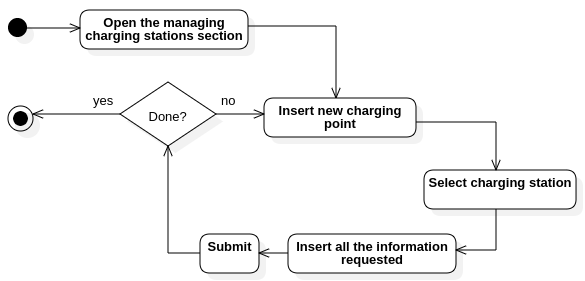 Open the managing
charging stations section
yes
no
Done?
Insert new charging
point
Select charging station
Submit
Insert all the information
requested